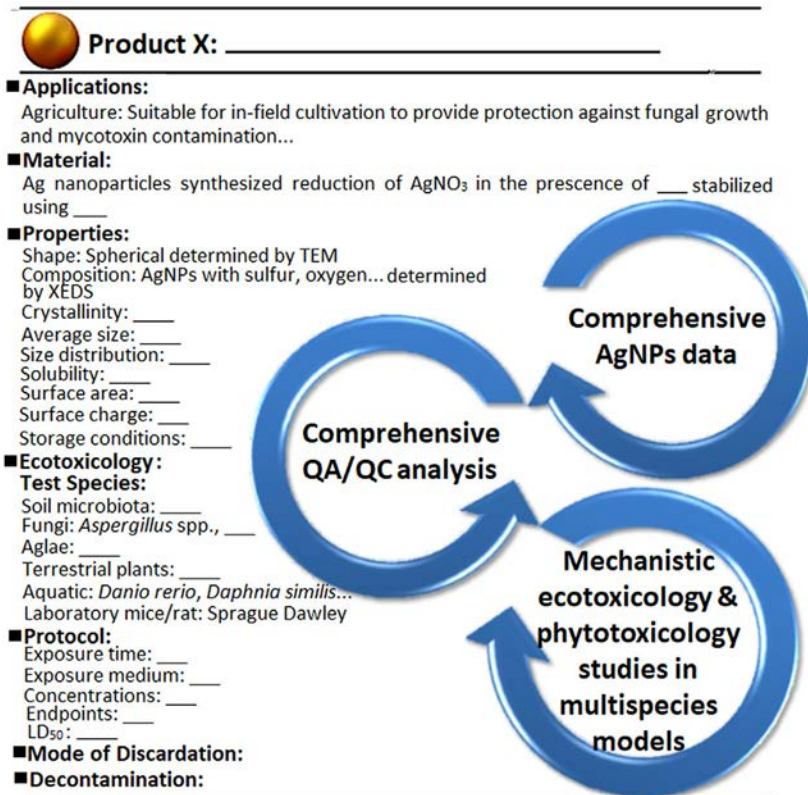 Product X: ____________________
■Applications:
Agriculture: Suitable for in-field cultivation to provide protection against fungal growth
and mycotoxin contamination...
■Material:
Ag nanoparticles synthesized reduction of AgNO₃ in the prescence of ___ stabilized
using ___
■Properties:
Shape: Spherical determined by TEM
Composition: AgNPs with sulfur, oxygen... determined
by XEDS
Crystallinity: ____
Average size: ____
Size distribution: ____
Solubility: ____
Surface area: ____
Surface charge: ___
Storage conditions: ____
■Ecotoxicology:
Test Species:
Soil microbiota: ____
Fungi: Aspergillus spp., ___
Aglae: ____
Terrestrial plants: ____
Aquatic: Danio rerio, Daphnia similis...
Laboratory mice/rat: Sprague Dawley
■Protocol:
Exposure time: ___
Exposure medium: ___
Concentrations: ___
Endpoints: ___
LD₅₀: ____
■Mode of Discardation:
■Decontamination:
Comprehensive
AgNPs data
Comprehensive
QA/QC analysis
Mechanistic
ecotoxicology &
phytotoxicology
studies in
multispecies
models